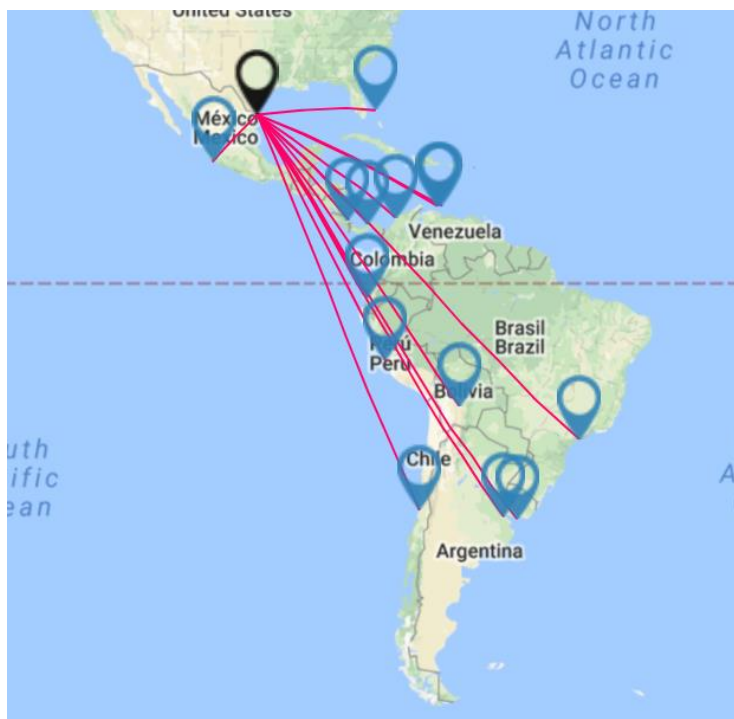 United States
North
Atlantic
Ocean
México
Mexico
Venezuela
Colombia
Brasil
Brazil
Perú
Peru
Bolivia
uth
ific
ean
Chile
A
Argentina